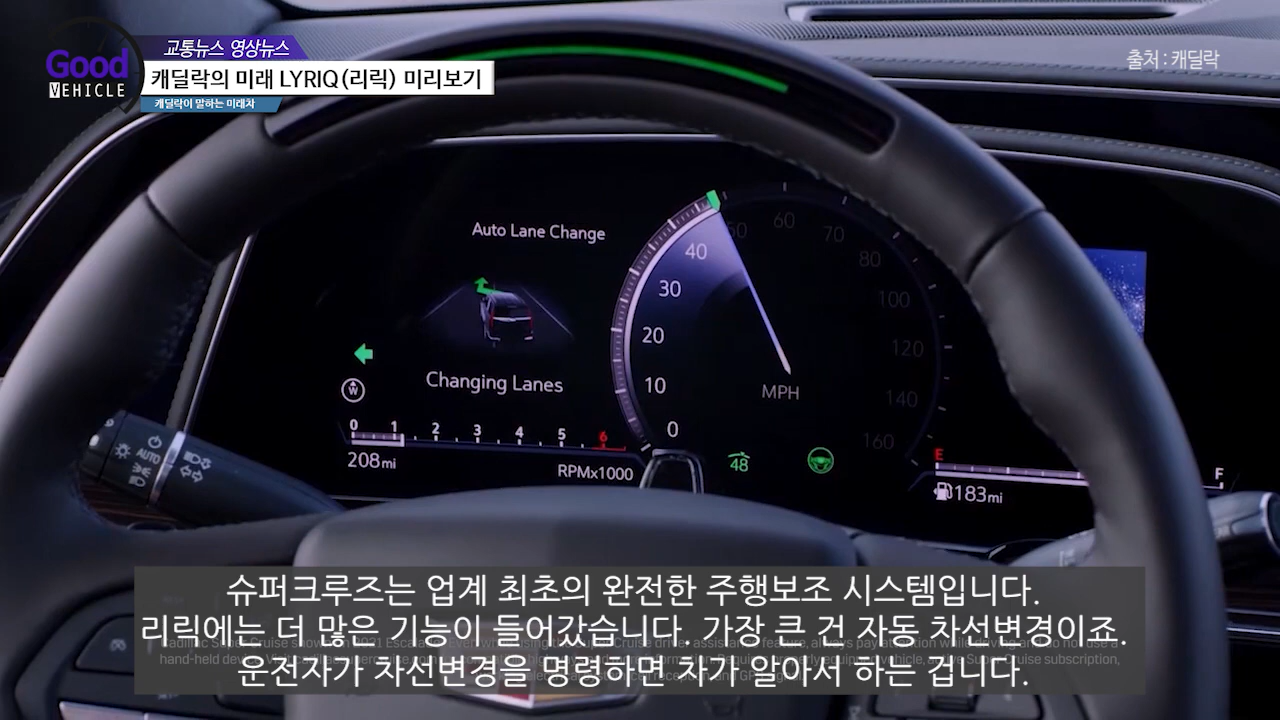 Good
VEHICLE
교통뉴스 영상뉴스
캐딜락의 미래 LYRIQ(리릭) 미리보기
캐딜락이 말하는 미래차
출처 : 캐딜락
Auto Lane Change
Changing Lanes
W
0 1 2 3 4 5 6
208mi
RPMx1000
0 10 20 30 40 50 60 70 80 100 120 140 160
MPH
48
E F
183mi
AUTO
슈퍼크루즈는 업계 최초의 완전한 주행보조 시스템입니다.
리릭에는 더 많은 기능이 들어갔습니다. 가장 큰 건 자동 차선변경이죠.
운전자가 차선변경을 명령하면 차가 알아서 하는 겁니다.